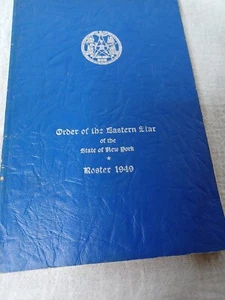 Order of the Eastern Star
of the
State of New York
Roster 1949